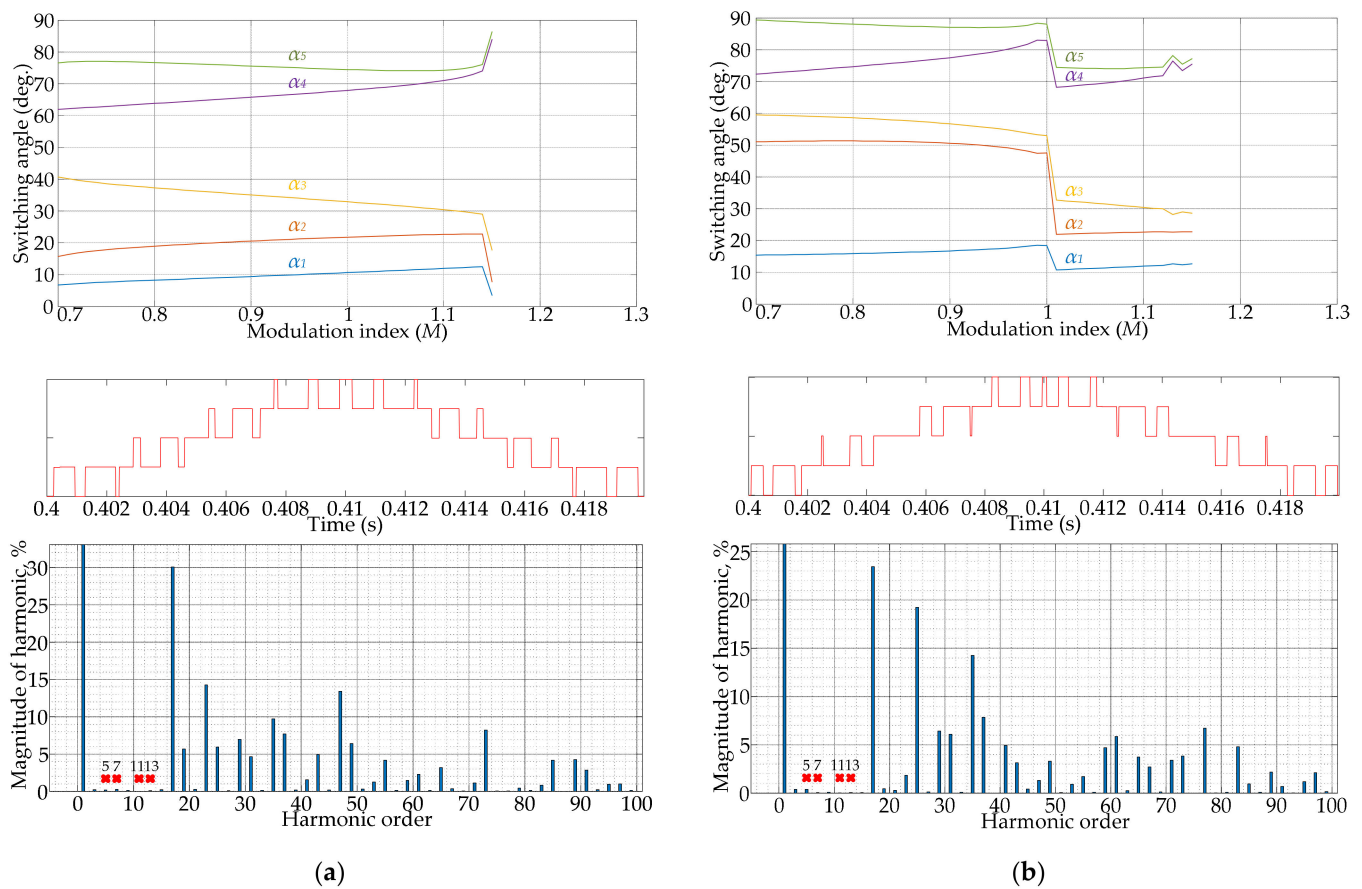 90
80
70
60
50
40
30
20
10
0
Switching angle (deg.)
α5
α4
α3
α2
α1
0.7 0.8 0.9 1 1.1 1.2 1.3
Modulation index (M)
90
80
70
60
50
40
30
20
10
0
Switching angle (deg.)
α5
α4
α3
α2
α1
0.7 0.8 0.9 1 1.1 1.2 1.3
Modulation index (M)
0.4 0.402 0.404 0.406 0.408 0.41 0.412 0.414 0.416 0.418
Time (s)
0.4 0.402 0.404 0.406 0.408 0.41 0.412 0.414 0.416 0.418
Time (s)
Magnitude of harmonic, %
30
25
20
15
10
5
0
5 7 1113
0 10 20 30 40 50 60 70 80 90 100
Harmonic order
Magnitude of harmonic, %
25
20
15
10
5
0
5 7 1113
0 10 20 30 40 50 60 70 80 90 100
Harmonic order
(a)
(b)